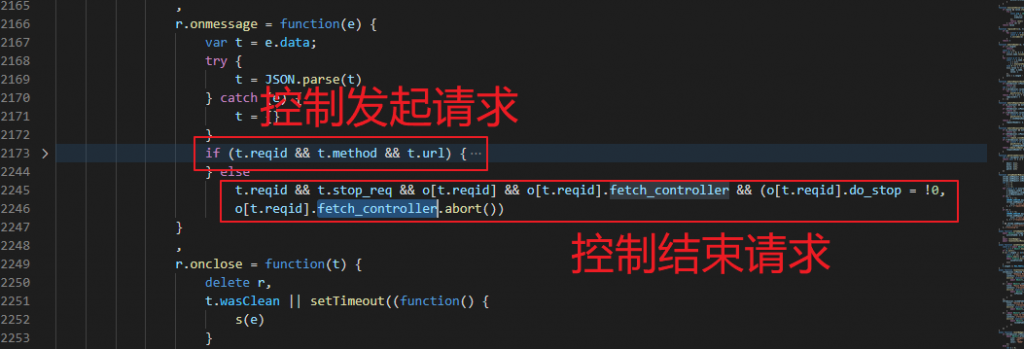 2165 ,
2166 r.onmessage = function(e) {
2167 var t = e.data;
2168 try {
2169 t = JSON.parse(t)
2170 } catch (e) {
2171 t = {}
2172 }
控制发起请求
2173 if (t.reqid && t.method && t.url) {…
2244 } else
2245 t.reqid && t.stop_req && o[t.reqid] && o[t.reqid].fetch_controller && (o[t.reqid].do_stop = !0,
2246 o[t.reqid].fetch_controller.abort())
2247 }
控制结束请求
2248 ,
2249 r.onclose = function(t) {
2250 delete r,
2251 t.wasClean || setTimeout((function() {
2252 s(e)
2253 }